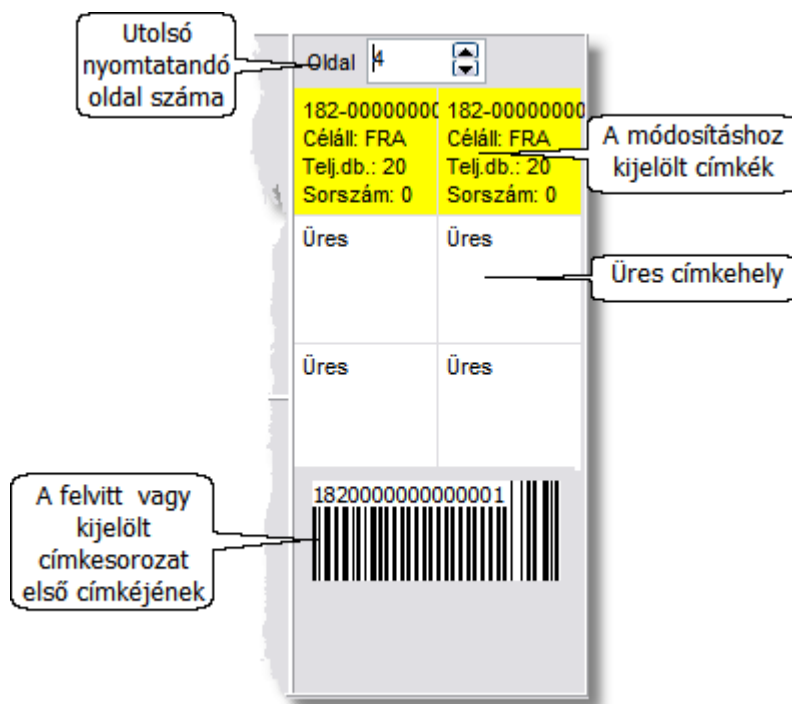 Utolsó
nyomtatandó
oldal száma
Oldal 4
182-00000000 182-00000000
Céláll: FRA Céláll: FRA
Telj.db.: 20 Telj.db.: 20
Sorszám: 0 Sorszám: 0
A módosításhoz
kijelölt címkék
Üres Üres
Üres címkehely
Üres Üres
1820000000000001
A felvitt vagy
kijelölt
címkesorozat
első címkéjének